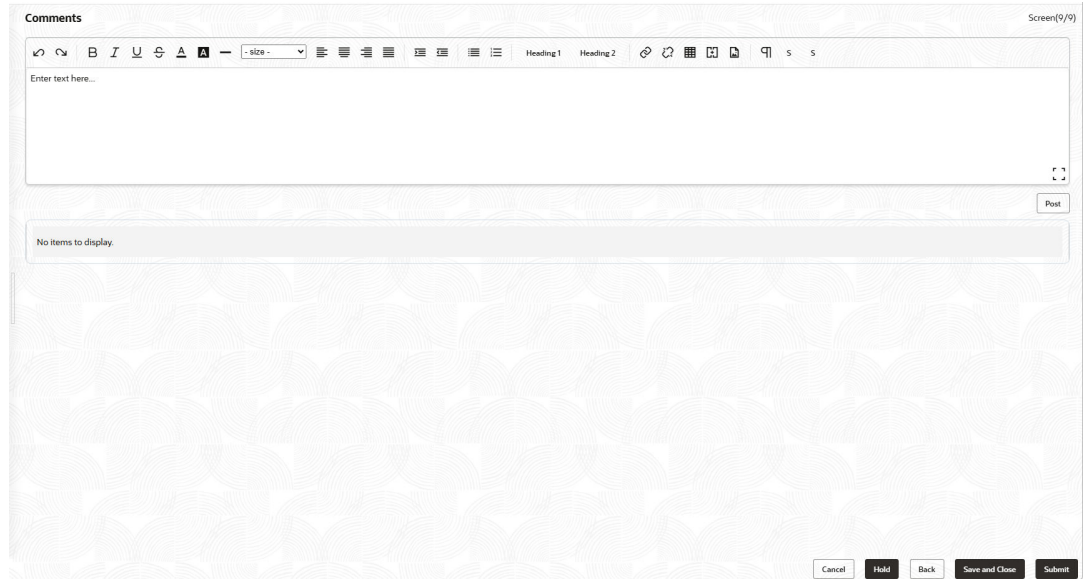 Comments Screen(9/9)
B I U S A A - size - Heading 1 Heading 2 S S
Enter text here...
Post
No items to display.
Cancel Hold Back Save and Close Submit